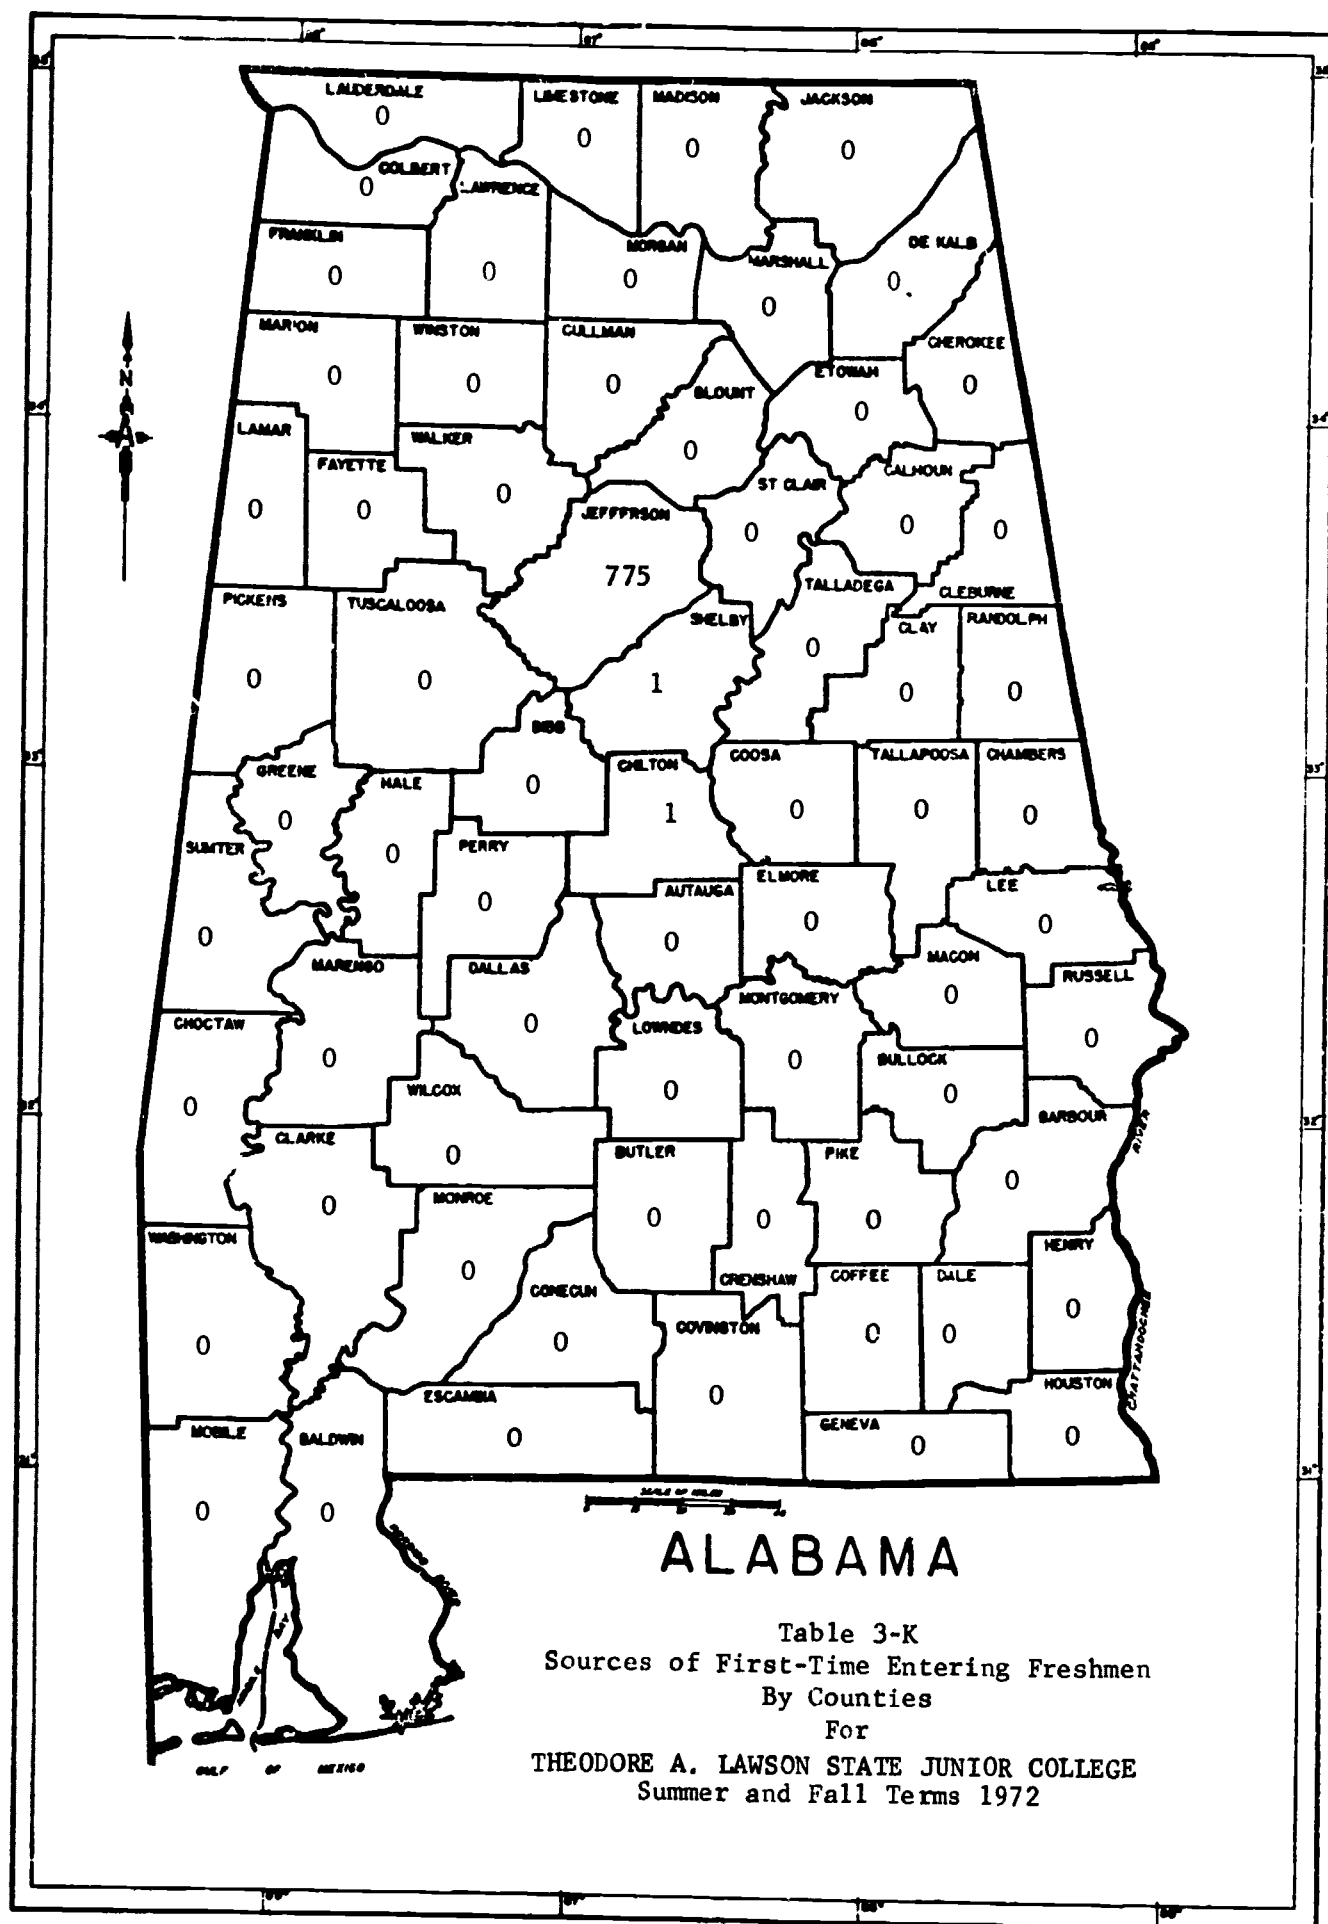 LAUDERDALE
0
LIMESTONE
0
MADISON
0
JACKSON
0
COLBERT
0
LAWRENCE
0
FRANKLIN
0
MORGAN
0
MARSHALL
0
DE KALB
0
MARION
0
WINSTON
0
CULLMAN
0
BLOUNT
0
ETOWAH
0
CHEROKEE
0
LAMAR
0
FAYETTE
0
WALKER
0
JEFFERSON
775
ST CLAIR
0
CALHOUN
0
CLEBURNE
0
PICKENS
0
TUSCALOOSA
0
SHELBY
1
TALLADEGA
0
CLAY
0
RANDOLPH
0
GREENE
0
HALE
0
BIBB
0
CHILTON
1
COOSA
0
TALLAPOOSA
0
CHAMBERS
0
SUMTER
0
PERRY
0
AUTAUGA
0
ELMORE
0
LEE
0
MARENGO
0
DALLAS
0
LOWNDES
0
MONTGOMERY
0
MACON
0
RUSSELL
0
CHOCTAW
0
WILCOX
0
BULLOCK
0
BARBOUR
0
CLARKE
0
BUTLER
0
CRENSHAW
0
PIKE
0
WASHINGTON
0
MONROE
0
CONECUH
0
COVINGTON
0
COFFEE
0
DALE
0
HENRY
0
ESCAMBIA
0
GENEVA
0
HOUSTON
0
MOBILE
0
BALDWIN
0
CHATTAHOOCHEE
RIVER
N
SCALE OF MILES
GULF OF MEXICO
ALABAMA
Table 3-K
Sources of First-Time Entering Freshmen
By Counties
For
THEODORE A. LAWSON STATE JUNIOR COLLEGE
Summer and Fall Terms 1972